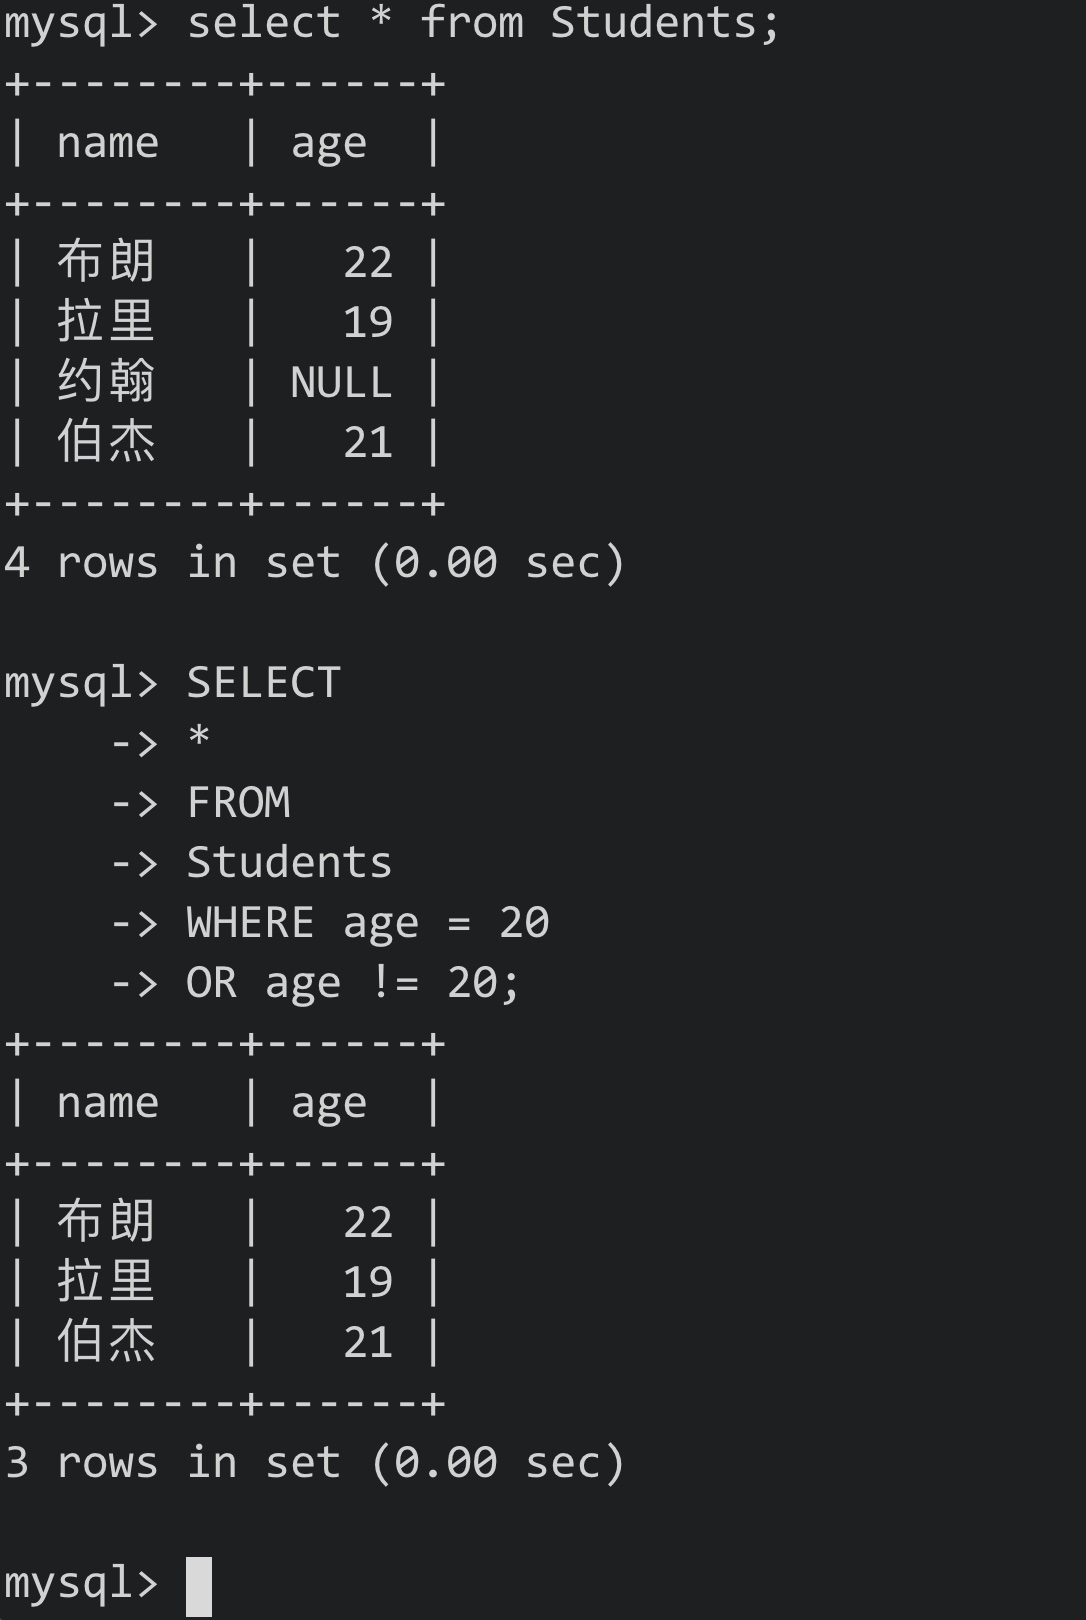 mysql> select * from Students;
+--------+------+
| name   | age  |
+--------+------+
| 布朗   |   22 |
| 拉里   |   19 |
| 约翰   | NULL |
| 伯杰   |   21 |
+--------+------+
4 rows in set (0.00 sec)

mysql> SELECT
    -> *
    -> FROM
    -> Students
    -> WHERE age = 20
    -> OR age != 20;
+--------+------+
| name   | age  |
+--------+------+
| 布朗   |   22 |
| 拉里   |   19 |
| 伯杰   |   21 |
+--------+------+
3 rows in set (0.00 sec)

mysql>